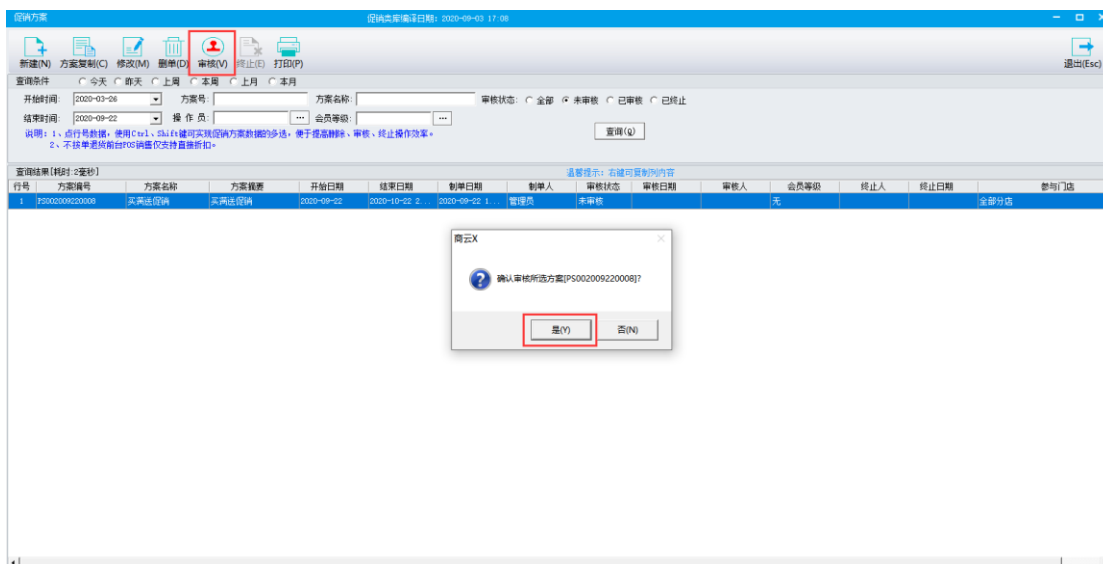 促销方案 促销类库编译日期: 2020-09-03 17:08
新建(N) 方案复制(C) 修改(M) 删单(D) 审核(V) 终止(E) 打印(P) 退出(Esc)
查询条件 今天 昨天 上周 本周 上月 本月
开始时间: 2020-03-26 方案号: 方案名称: 审核状态: 全部 未审核 已审核 已终止
结束时间: 2020-09-22 操 作 员: ... 会员等级: ... 查询(Q)
说明: 1、点行号数据, 使用Ctrl、Shift键可实现促销方案数据的多选, 便于提高删除、审核、终止操作效率。
2、不按单退货前台POS销售仅支持直接折扣。
查询结果[耗时:2毫秒] 温馨提示: 右键可复制列内容
行号 方案编号 方案名称 方案摘要 开始日期 结束日期 制单日期 制单人 审核状态 审核日期 审核人 会员等级 终止人 终止日期 参与门店
1 PS002009220008 买满送促销 买满送促销 2020-09-22 2020-10-22 2... 2020-09-22 1... 管理员 未审核 无 全部分店
商云X
确认审核所选方案[PS002009220008]?
是(Y) 否(N)